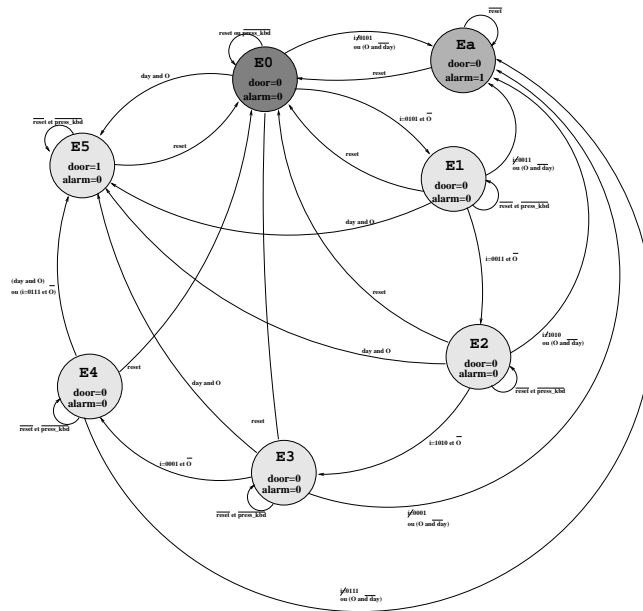 reset
reset ou press_kbd
i≠0101
ou (O and day)
Ea
door=0
alarm=1
E0
door=0
alarm=0
reset
day and O
i=0101 et O
reset et press_kbd
E5
door=1
alarm=0
reset
reset
E1
door=0
alarm=0
i≠0011
ou (O and day)
reset et press_kbd
day and O
i=0011 et O
(day and O)
ou (i=0111 et O)
reset
i≠1010
ou (O and day)
E2
door=0
alarm=0
day and O
reset
E4
door=0
alarm=0
day and O
reset et press_kbd
reset et press_kbd
reset
i=1010 et O
E3
door=0
alarm=0
i=0001 et O
reset et press_kbd
i≠0001
ou (O and day)
i≠0111
ou (O and day)